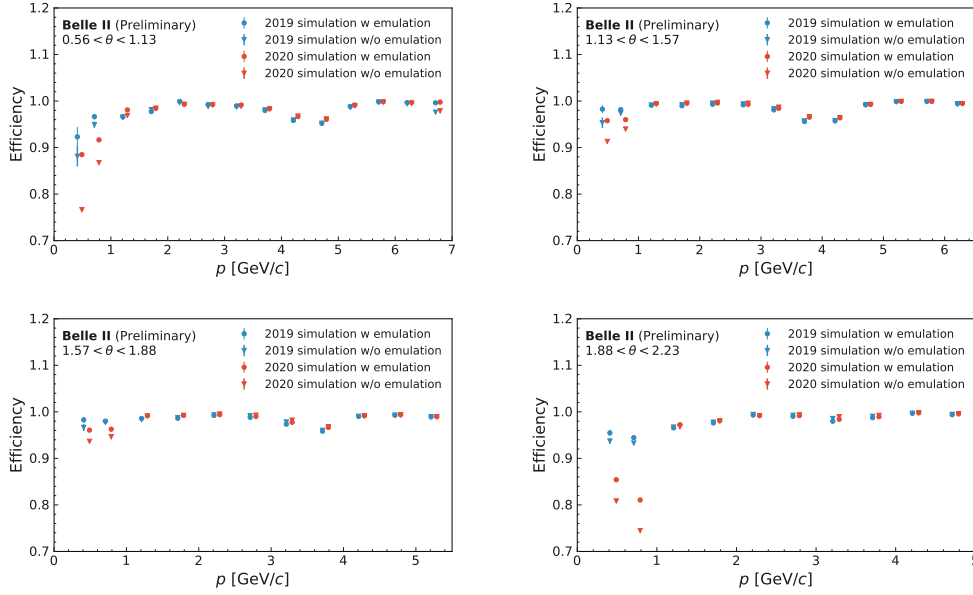 1.2
1.1
1.0
0.9
0.8
0.7
Efficiency
Belle II (Preliminary)
0.56 < θ < 1.13
2019 simulation w emulation
2019 simulation w/o emulation
2020 simulation w emulation
2020 simulation w/o emulation
0 1 2 3 4 5 6 7
p [GeV/c]
1.2
1.1
1.0
0.9
0.8
0.7
Efficiency
Belle II (Preliminary)
1.13 < θ < 1.57
2019 simulation w emulation
2019 simulation w/o emulation
2020 simulation w emulation
2020 simulation w/o emulation
0 1 2 3 4 5 6
p [GeV/c]
1.2
1.1
1.0
0.9
0.8
0.7
Efficiency
Belle II (Preliminary)
1.57 < θ < 1.88
2019 simulation w emulation
2019 simulation w/o emulation
2020 simulation w emulation
2020 simulation w/o emulation
0 1 2 3 4 5
p [GeV/c]
1.2
1.1
1.0
0.9
0.8
0.7
Efficiency
Belle II (Preliminary)
1.88 < θ < 2.23
2019 simulation w emulation
2019 simulation w/o emulation
2020 simulation w emulation
2020 simulation w/o emulation
0 1 2 3 4 5
p [GeV/c]